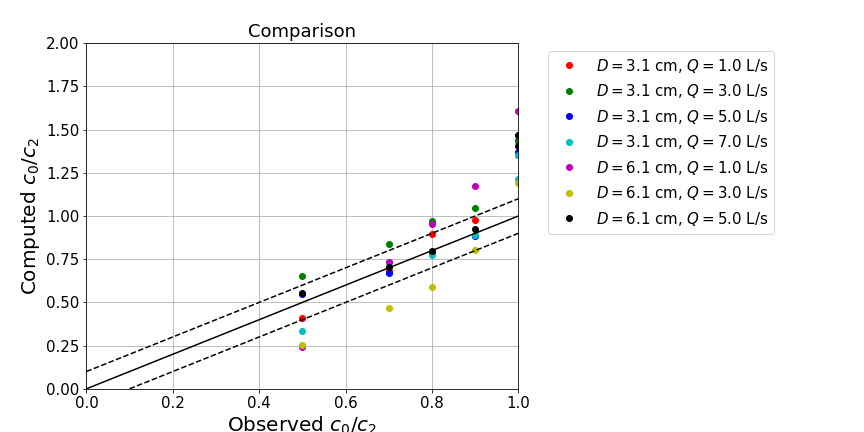 Comparison
2.00
1.75
1.50
1.25
1.00
0.75
0.50
0.25
0.00
0.0 0.2 0.4 0.6 0.8 1.0
Computed c₀/c₂
Observed c₀/c₂
D = 3.1 cm, Q = 1.0 L/s
D = 3.1 cm, Q = 3.0 L/s
D = 3.1 cm, Q = 5.0 L/s
D = 3.1 cm, Q = 7.0 L/s
D = 6.1 cm, Q = 1.0 L/s
D = 6.1 cm, Q = 3.0 L/s
D = 6.1 cm, Q = 5.0 L/s